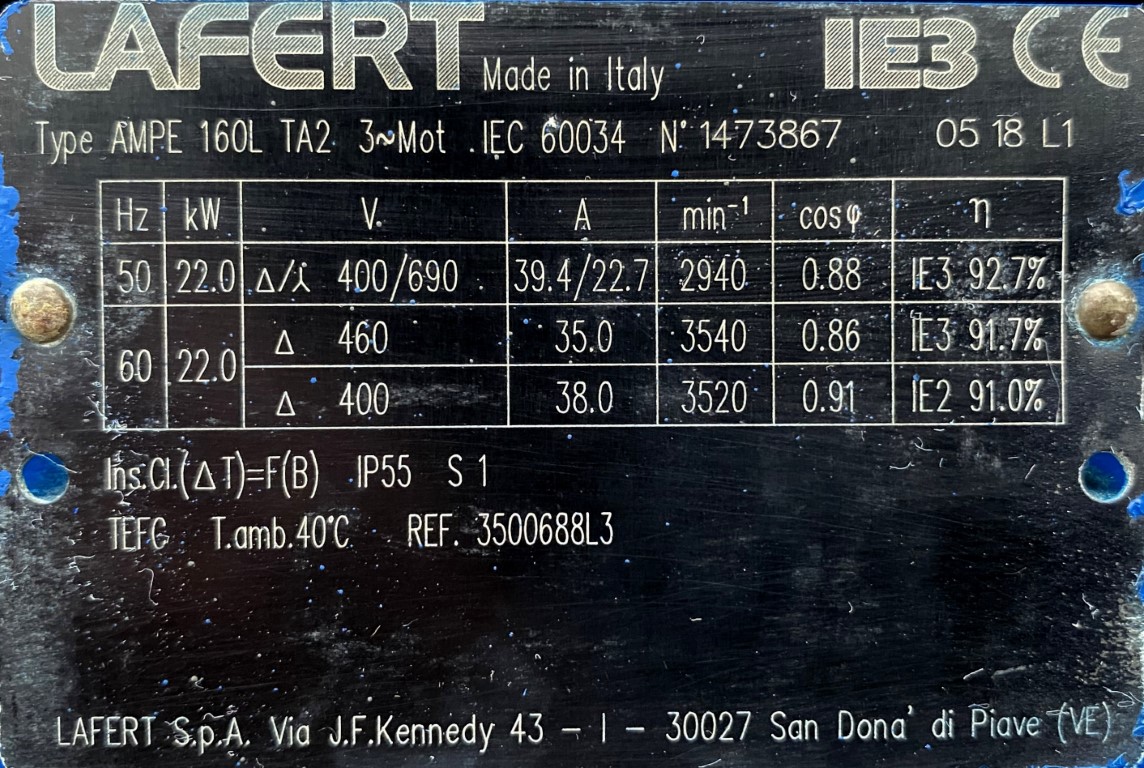 LAFERT Made in Italy IE3 CE
Type AMPE 160L TA2 3~Mot. IEC 60034 N° 1473867 05 18 L1
Hz kW V. A min⁻¹ cosφ η
50 22.0 Δ/⅄ 400/690 39.4/22.7 2940 0.88 IE3 92.7%
60 22.0 Δ 460 35.0 3540 0.86 IE3 91.7%
Δ 400 38.0 3520 0.91 IE2 91.0%
Ins.Cl.(ΔT)=F(B) IP55 S 1
TEFC T.amb.40°C REF. 3500688L3
LAFERT S.p.A. Via J.F.Kennedy 43 – I – 30027 San Dona' di Piave (VE)